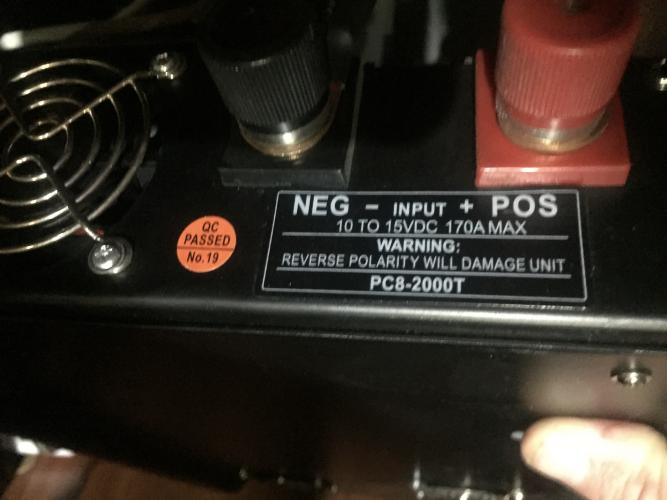 NEG - INPUT + POS
10 TO 15VDC 170A MAX
WARNING:
REVERSE POLARITY WILL DAMAGE UNIT
PC8-2000T
QC
PASSED
No.19